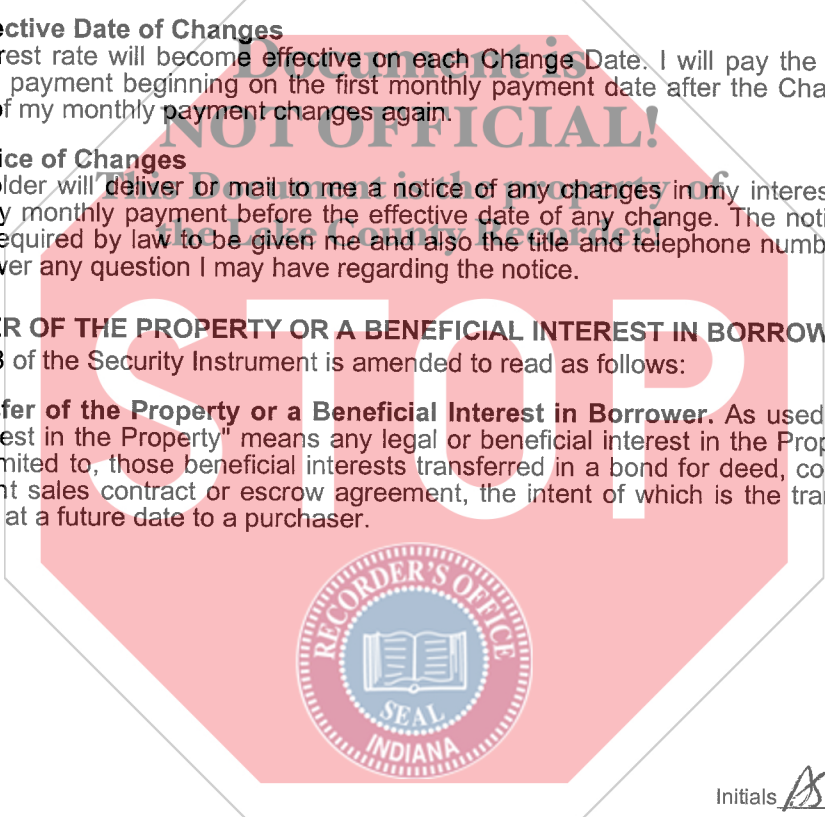 ective Date of Changes
rest rate will become effective on each Change Date. I will pay the
payment beginning on the first monthly payment date after the Cha
of my monthly payment changes again.
ice of Changes
older will deliver or mail to me a notice of any changes in my interes
y monthly payment before the effective date of any change. The noti
equired by law to be given me and also the title and telephone numb
wer any question I may have regarding the notice.
ER OF THE PROPERTY OR A BENEFICIAL INTEREST IN BORROW
8 of the Security Instrument is amended to read as follows:
fer of the Property or a Beneficial Interest in Borrower. As used
est in the Property" means any legal or beneficial interest in the Prop
mited to, those beneficial interests transferred in a bond for deed, co
nt sales contract or escrow agreement, the intent of which is the tra
at a future date to a purchaser.
Document is
NOT OFFICIAL!
This Document is the property of
the Lake County Recorder!
STOP
RECORDER'S OFFICE
SEAL
INDIANA
Initials